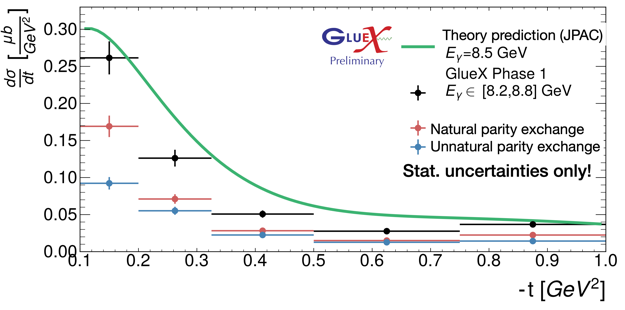 GLUEX
Preliminary
Theory prediction (JPAC)
Eγ=8.5 GeV
GlueX Phase 1
Eγ ∈ [8.2,8.8] GeV
Natural parity exchange
Unnatural parity exchange
Stat. uncertainties only!
dσ/dt [μb/GeV²]
0.30
0.25
0.20
0.15
0.10
0.05
0.00
0.1 0.2 0.3 0.4 0.5 0.6 0.7 0.8 0.9 1.0
-t [GeV²]